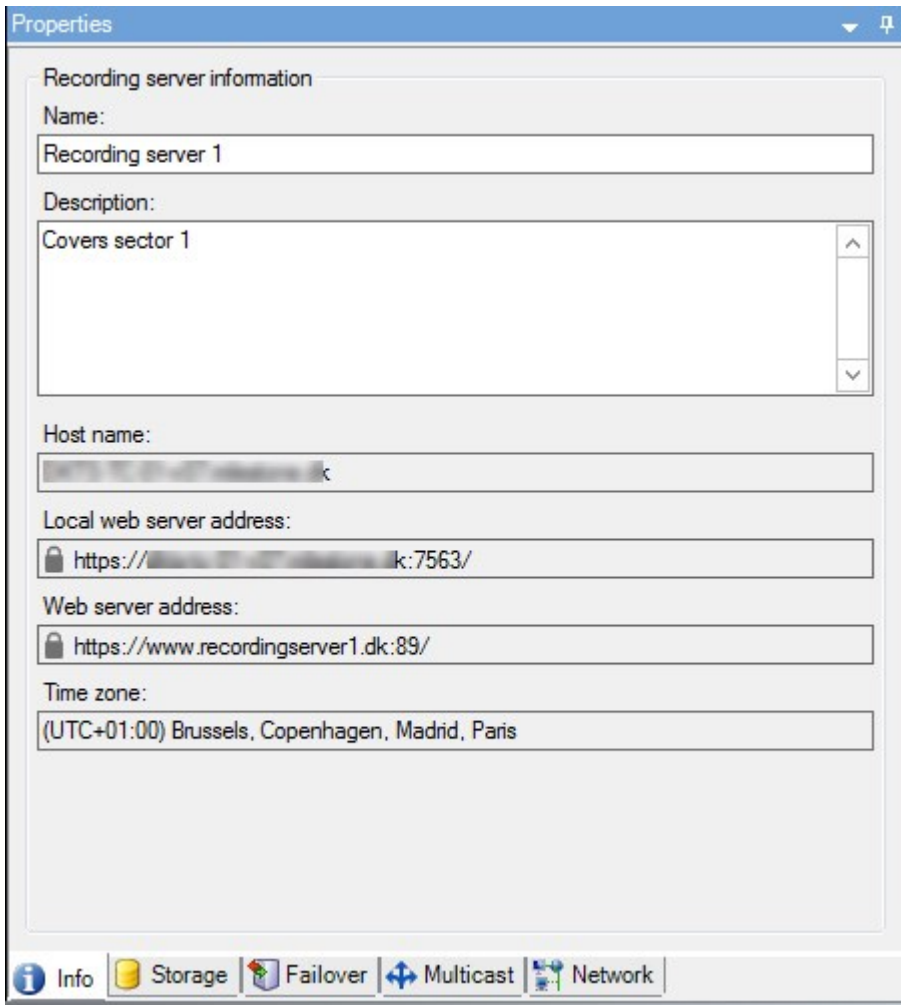 Properties
Recording server information
Name:
Recording server 1
Description:
Covers sector 1
Host name:
Local web server address:
https:// k:7563/
Web server address:
https://www.recordingserver1.dk:89/
Time zone:
(UTC+01:00) Brussels, Copenhagen, Madrid, Paris
Info Storage Failover Multicast Network